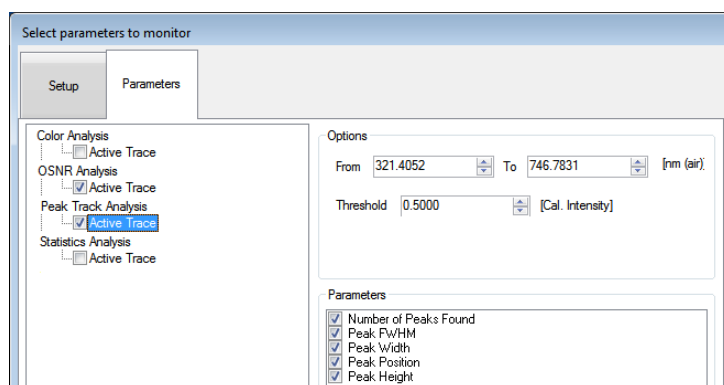 Select parameters to monitor
Setup
Parameters
Color Analysis
Active Trace
OSNR Analysis
Active Trace
Peak Track Analysis
Active Trace
Statistics Analysis
Active Trace
Options
From 321.4052 To 746.7831 [nm (air)]
Threshold 0.5000 [Cal. Intensity]
Parameters
Number of Peaks Found
Peak FWHM
Peak Width
Peak Position
Peak Height